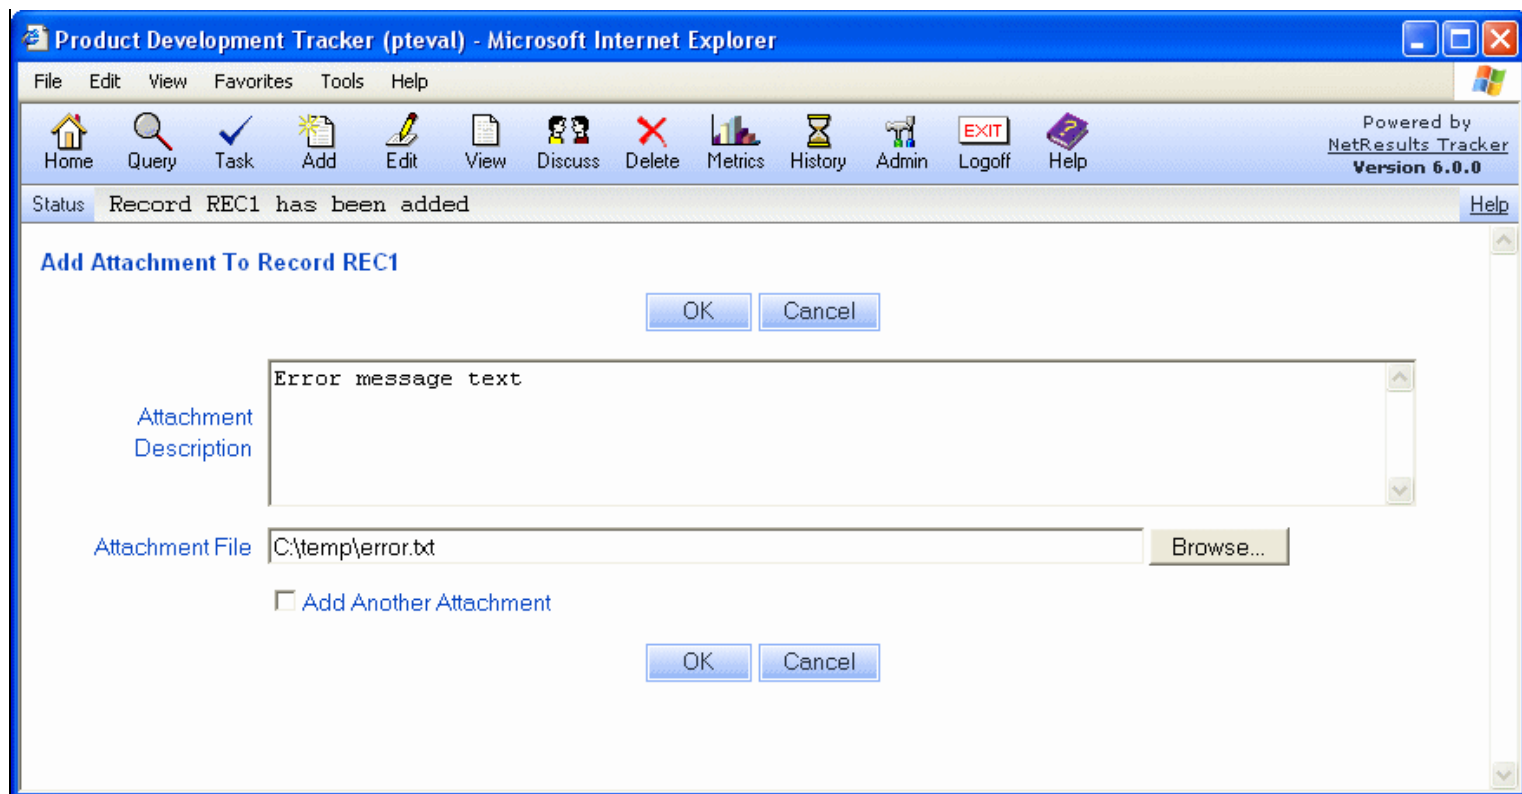 Product Development Tracker (pteval) - Microsoft Internet Explorer
File Edit View Favorites Tools Help
Home Query Task Add Edit View Discuss Delete Metrics History Admin EXIT Logoff Help
Powered by
NetResults Tracker
Version 6.0.0
Status Record REC1 has been added Help
Add Attachment To Record REC1
OK Cancel
Attachment
Description
Error message text
Attachment File C:\temp\error.txt Browse...
Add Another Attachment
OK Cancel